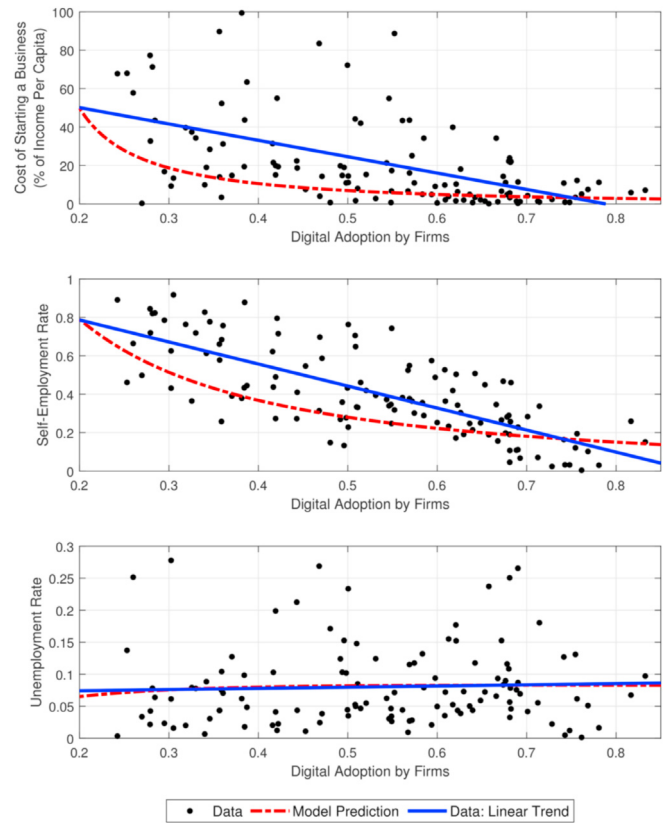 Cost of Starting a Business
(% of Income Per Capita)
100
80
60
40
20
0
0.2 0.3 0.4 0.5 0.6 0.7 0.8
Digital Adoption by Firms
Self-Employment Rate
1
0.8
0.6
0.4
0.2
0
0.2 0.3 0.4 0.5 0.6 0.7 0.8
Digital Adoption by Firms
Unemployment Rate
0.3
0.25
0.2
0.15
0.1
0.05
0
0.2 0.3 0.4 0.5 0.6 0.7 0.8
Digital Adoption by Firms
Data Model Prediction Data: Linear Trend